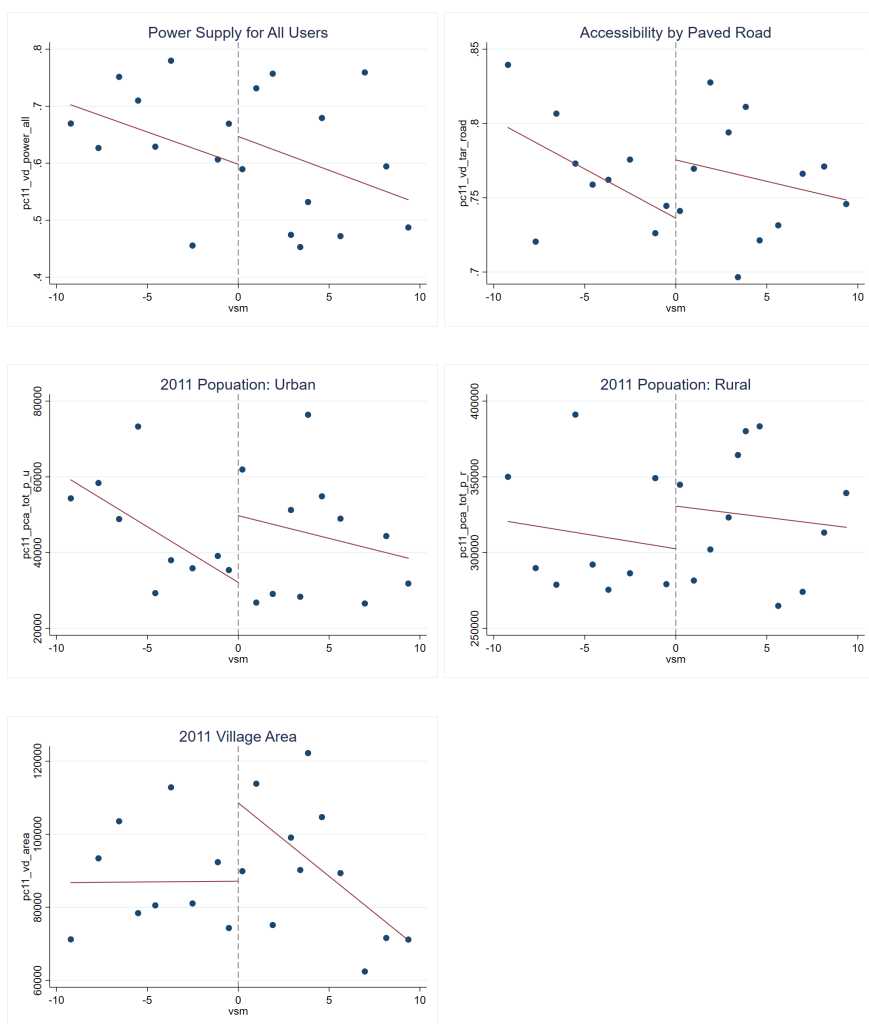 Power Supply for All Users
pc11_vd_power_all
.8
.7
.6
.5
.4
-10 -5 0 5 10
vsm
Accessibility by Paved Road
pc11_vd_tar_road
.85
.8
.75
.7
-10 -5 0 5 10
vsm
2011 Popuation: Urban
pc11_pca_tot_p_u
80000
60000
40000
20000
-10 -5 0 5 10
vsm
2011 Popuation: Rural
pc11_pca_tot_p_r
400000
350000
300000
250000
-10 -5 0 5 10
vsm
2011 Village Area
pc11_vd_area
120000
100000
80000
60000
-10 -5 0 5 10
vsm